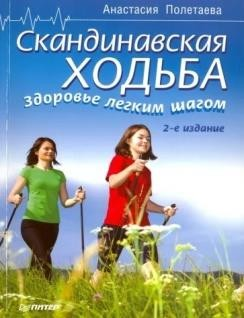 Анастасия Полетаева
Скандинавская
ХОДЬБА
Здоровье легким шагом
2-е издание
ПИТЕР